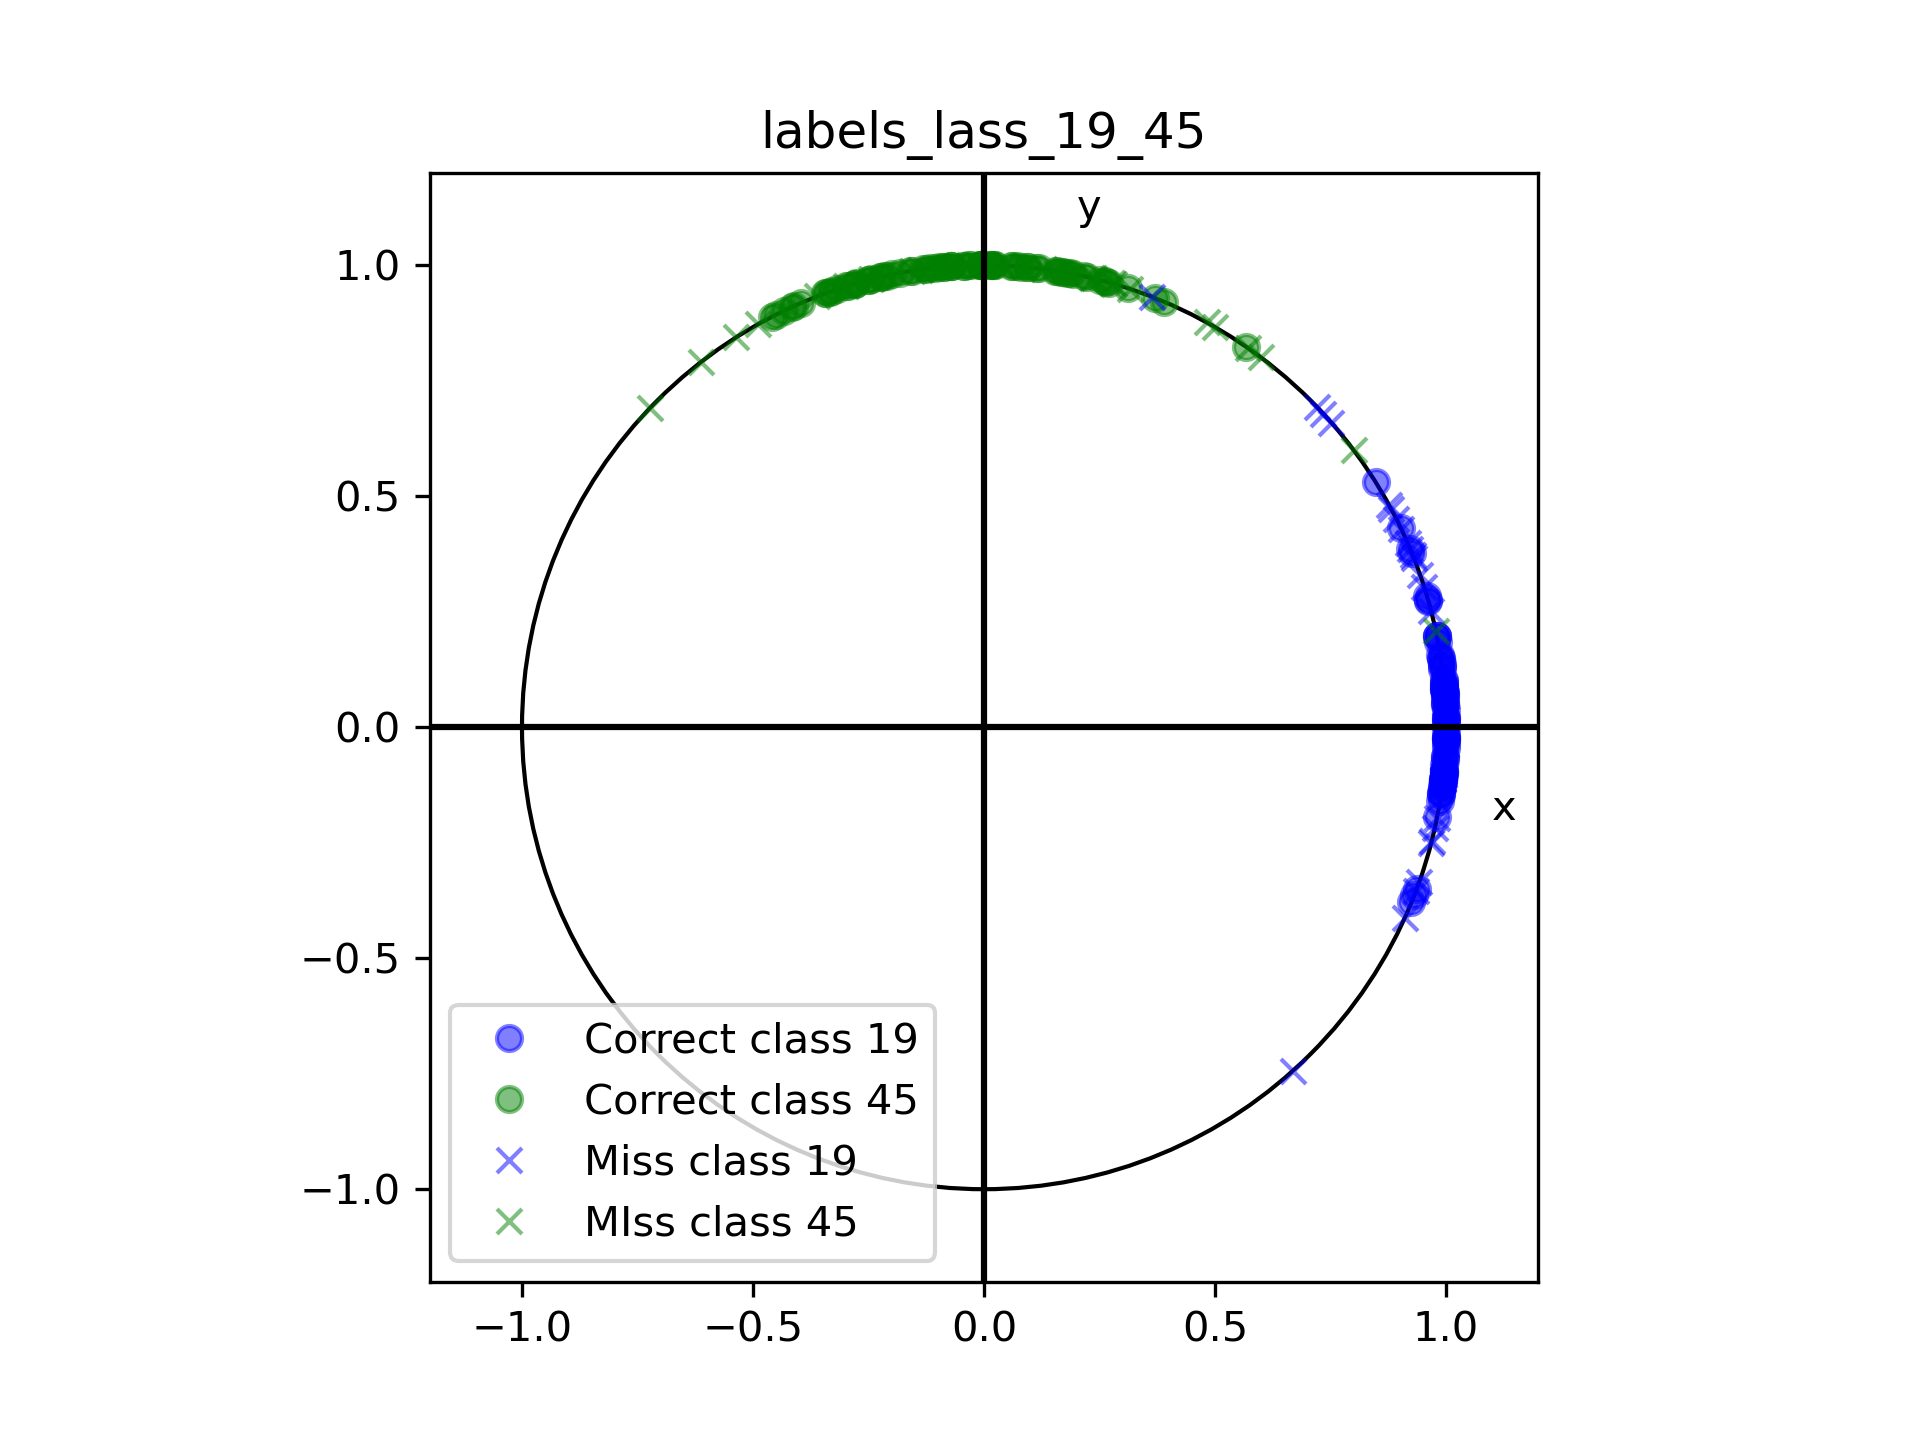 labels_lass_19_45
y
1.0
0.5
0.0
x
−0.5
−1.0
Correct class 19
Correct class 45
Miss class 19
MIss class 45
−1.0 −0.5 0.0 0.5 1.0